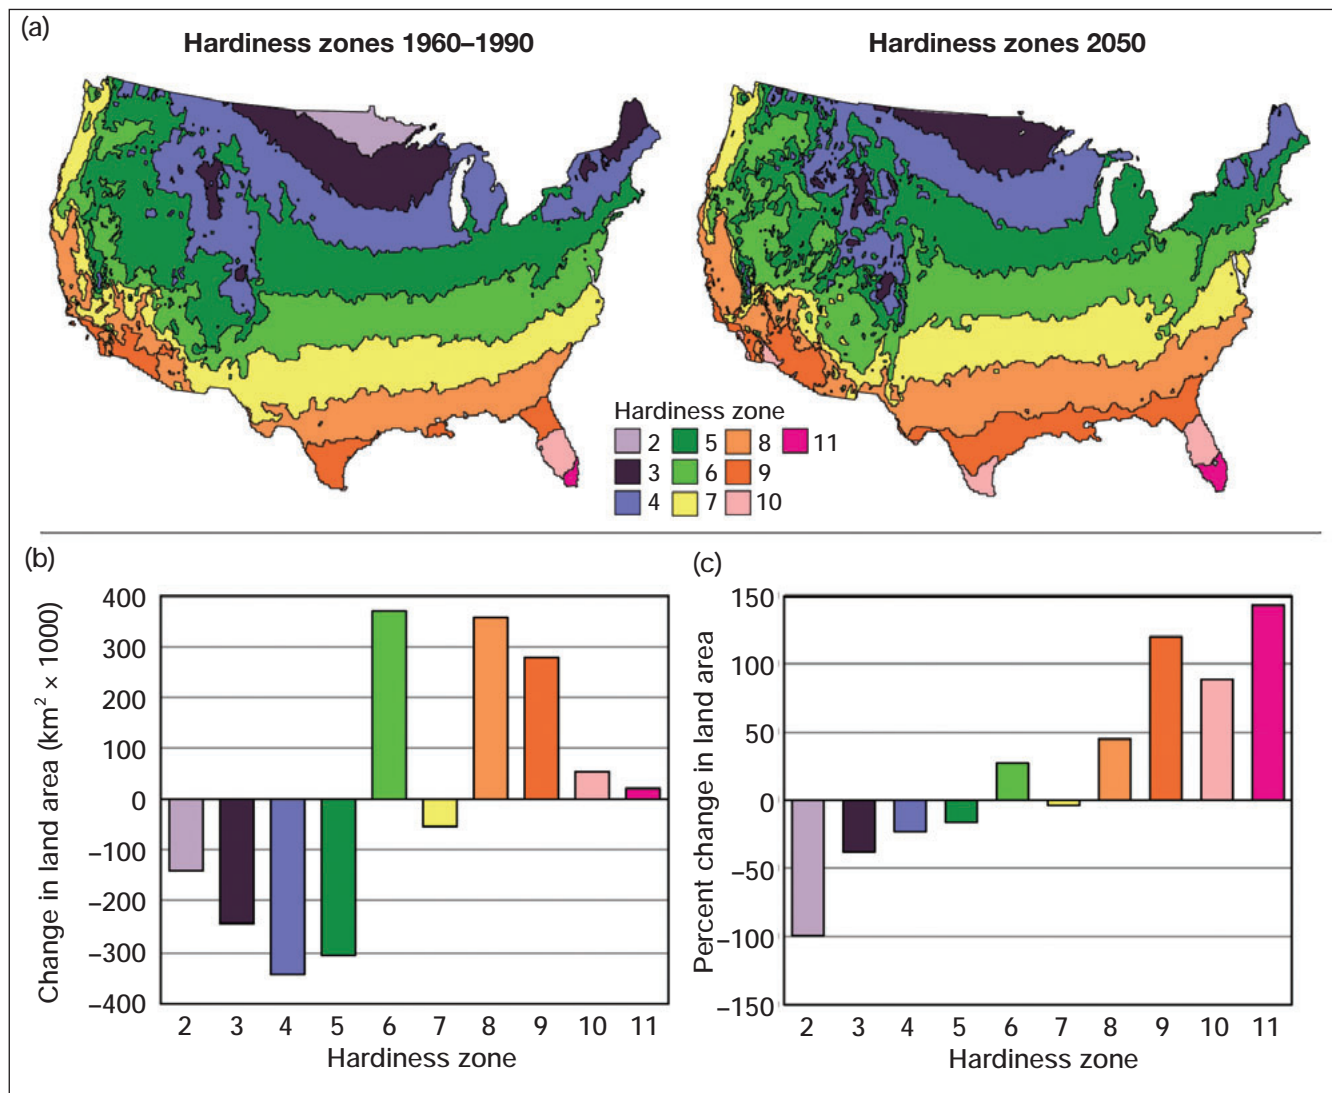 (a)
Hardiness zones 1960–1990
Hardiness zones 2050
Hardiness zone
2 5 8 11
3 6 9
4 7 10
(b)
Change in land area (km² × 1000)
400
300
200
100
0
−100
−200
−300
−400
2 3 4 5 6 7 8 9 10 11
Hardiness zone
(c)
Percent change in land area
150
100
50
0
−50
−100
−150
2 3 4 5 6 7 8 9 10 11
Hardiness zone